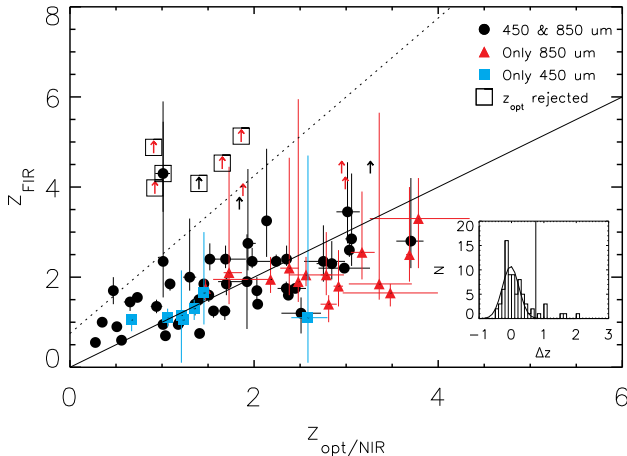 8
6
4
2
0
Z_FIR
450 & 850 um
Only 850 um
Only 450 um
z_opt rejected
20
15
10
5
0
N
-1 0 1 2 3
Δz
0 2 4 6
Z_opt/NIR